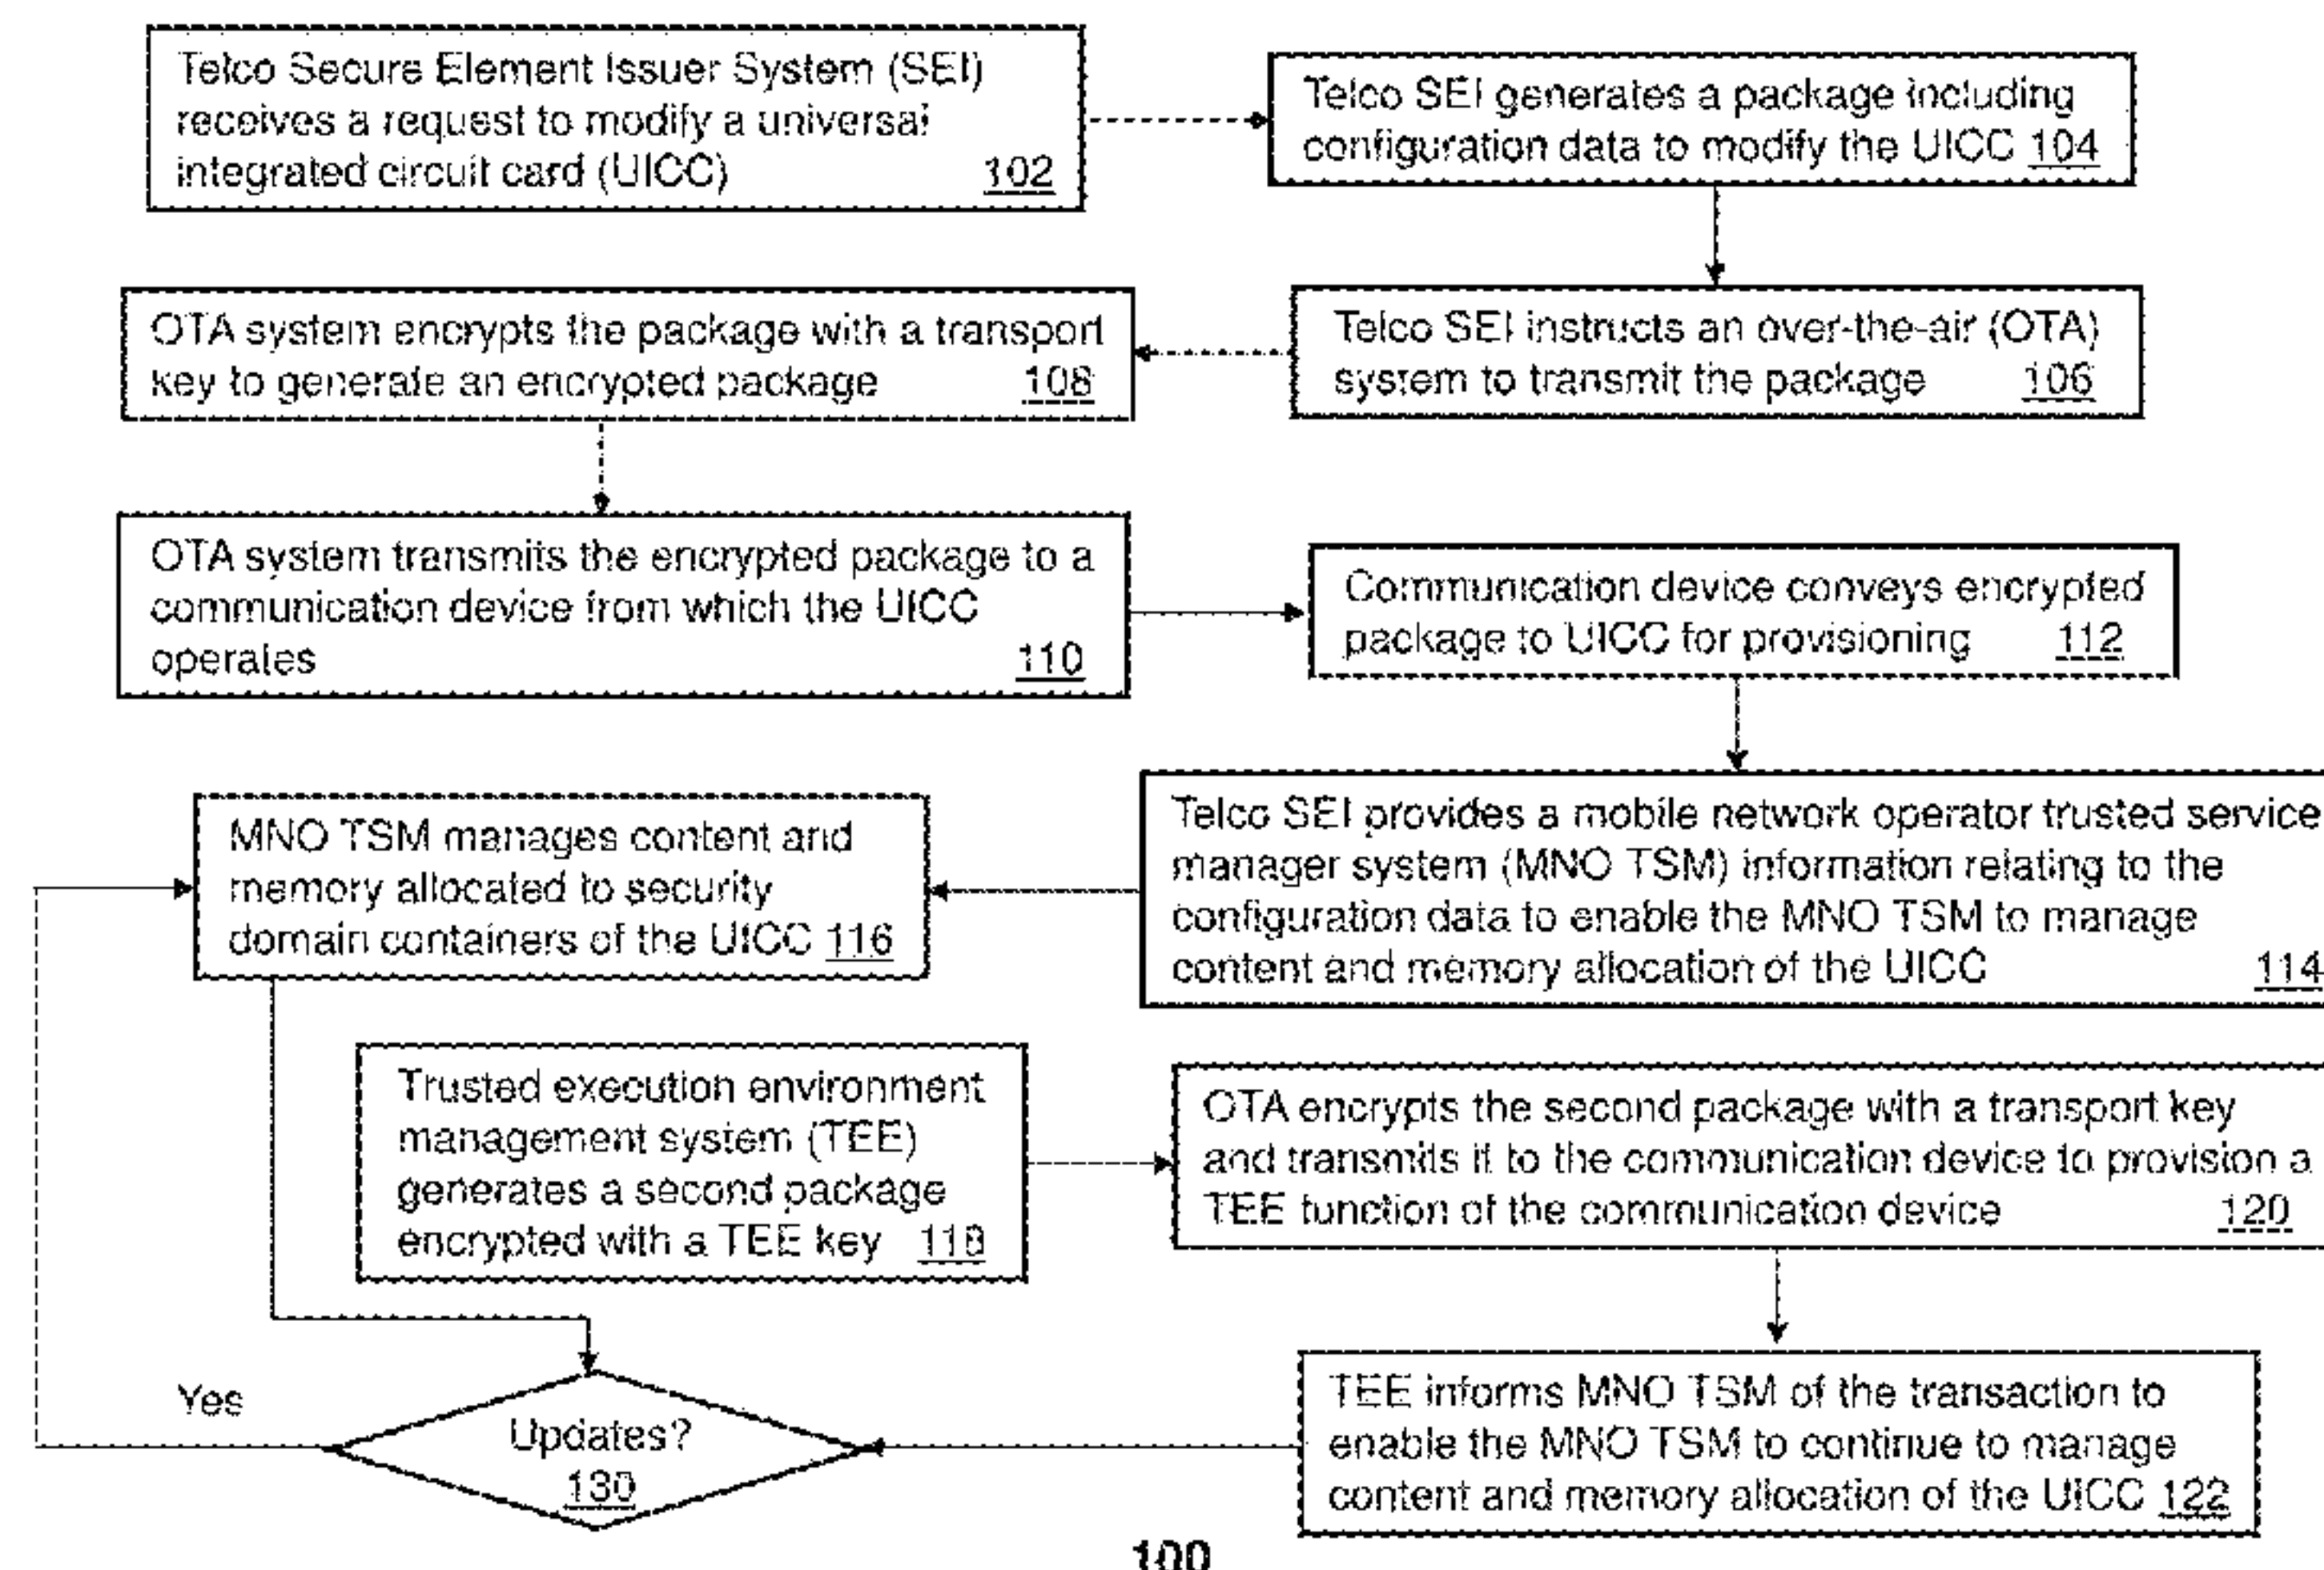 Telco Secure Element Issuer System (SEI)
receives a request to modify a universal
integrated circuit card (UICC) 102
Telco SEI generates a package including
configuration data to modify the UICC 104
Telco SEI instructs an over-the-air (OTA)
system to transmit the package 106
OTA system encrypts the package with a transport
key to generate an encrypted package 108
OTA system transmits the encrypted package to a
communication device from which the UICC
operates 110
Communication device conveys encrypted
package to UICC for provisioning 112
Telco SEI provides a mobile network operator trusted service
manager system (MNO TSM) information relating to the
configuration data to enable the MNO TSM to manage
content and memory allocation of the UICC 114
MNO TSM manages content and
memory allocated to security
domain containers of the UICC 116
Trusted execution environment
management system (TEE)
generates a second package
encrypted with a TEE key 118
OTA encrypts the second package with a transport key
and transmits it to the communication device to provision a
TEE function of the communication device 120
TEE informs MNO TSM of the transaction to
enable the MNO TSM to continue to manage
content and memory allocation of the UICC 122
Yes
Updates?
130
100